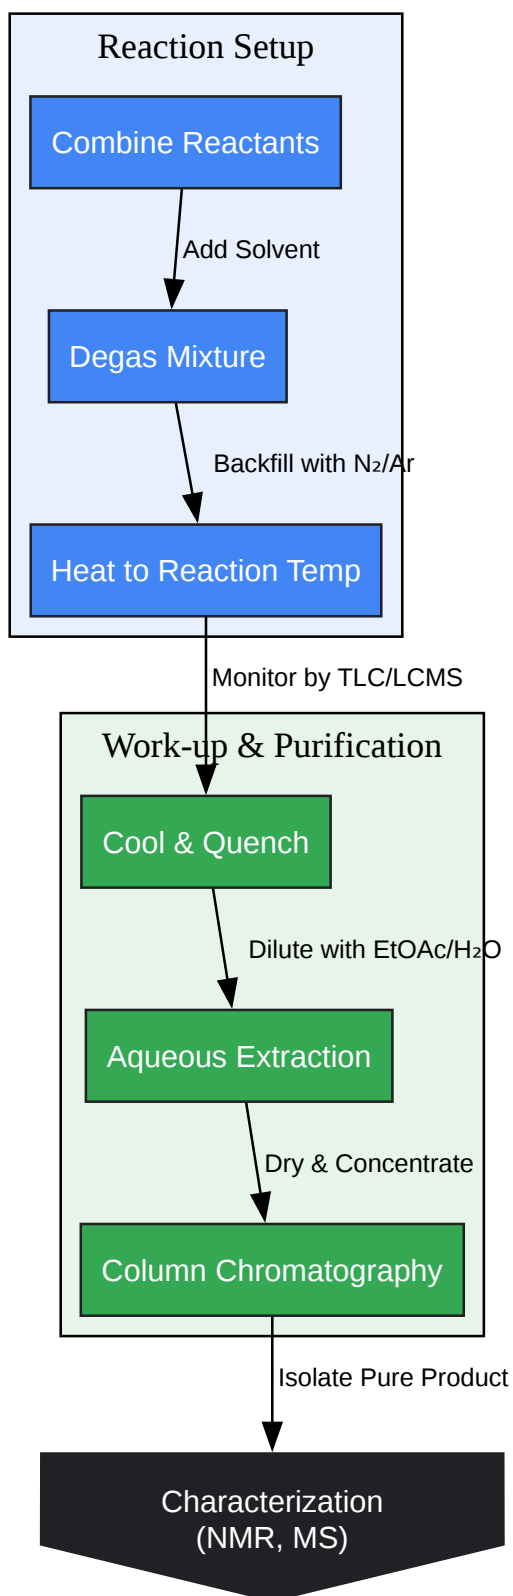 Reaction Setup
Combine Reactants
Add Solvent
Degas Mixture
Backfill with N₂/Ar
Heat to Reaction Temp
Monitor by TLC/LCMS
Work-up & Purification
Cool & Quench
Dilute with EtOAc/H₂O
Aqueous Extraction
Dry & Concentrate
Column Chromatography
Isolate Pure Product
Characterization
(NMR, MS)